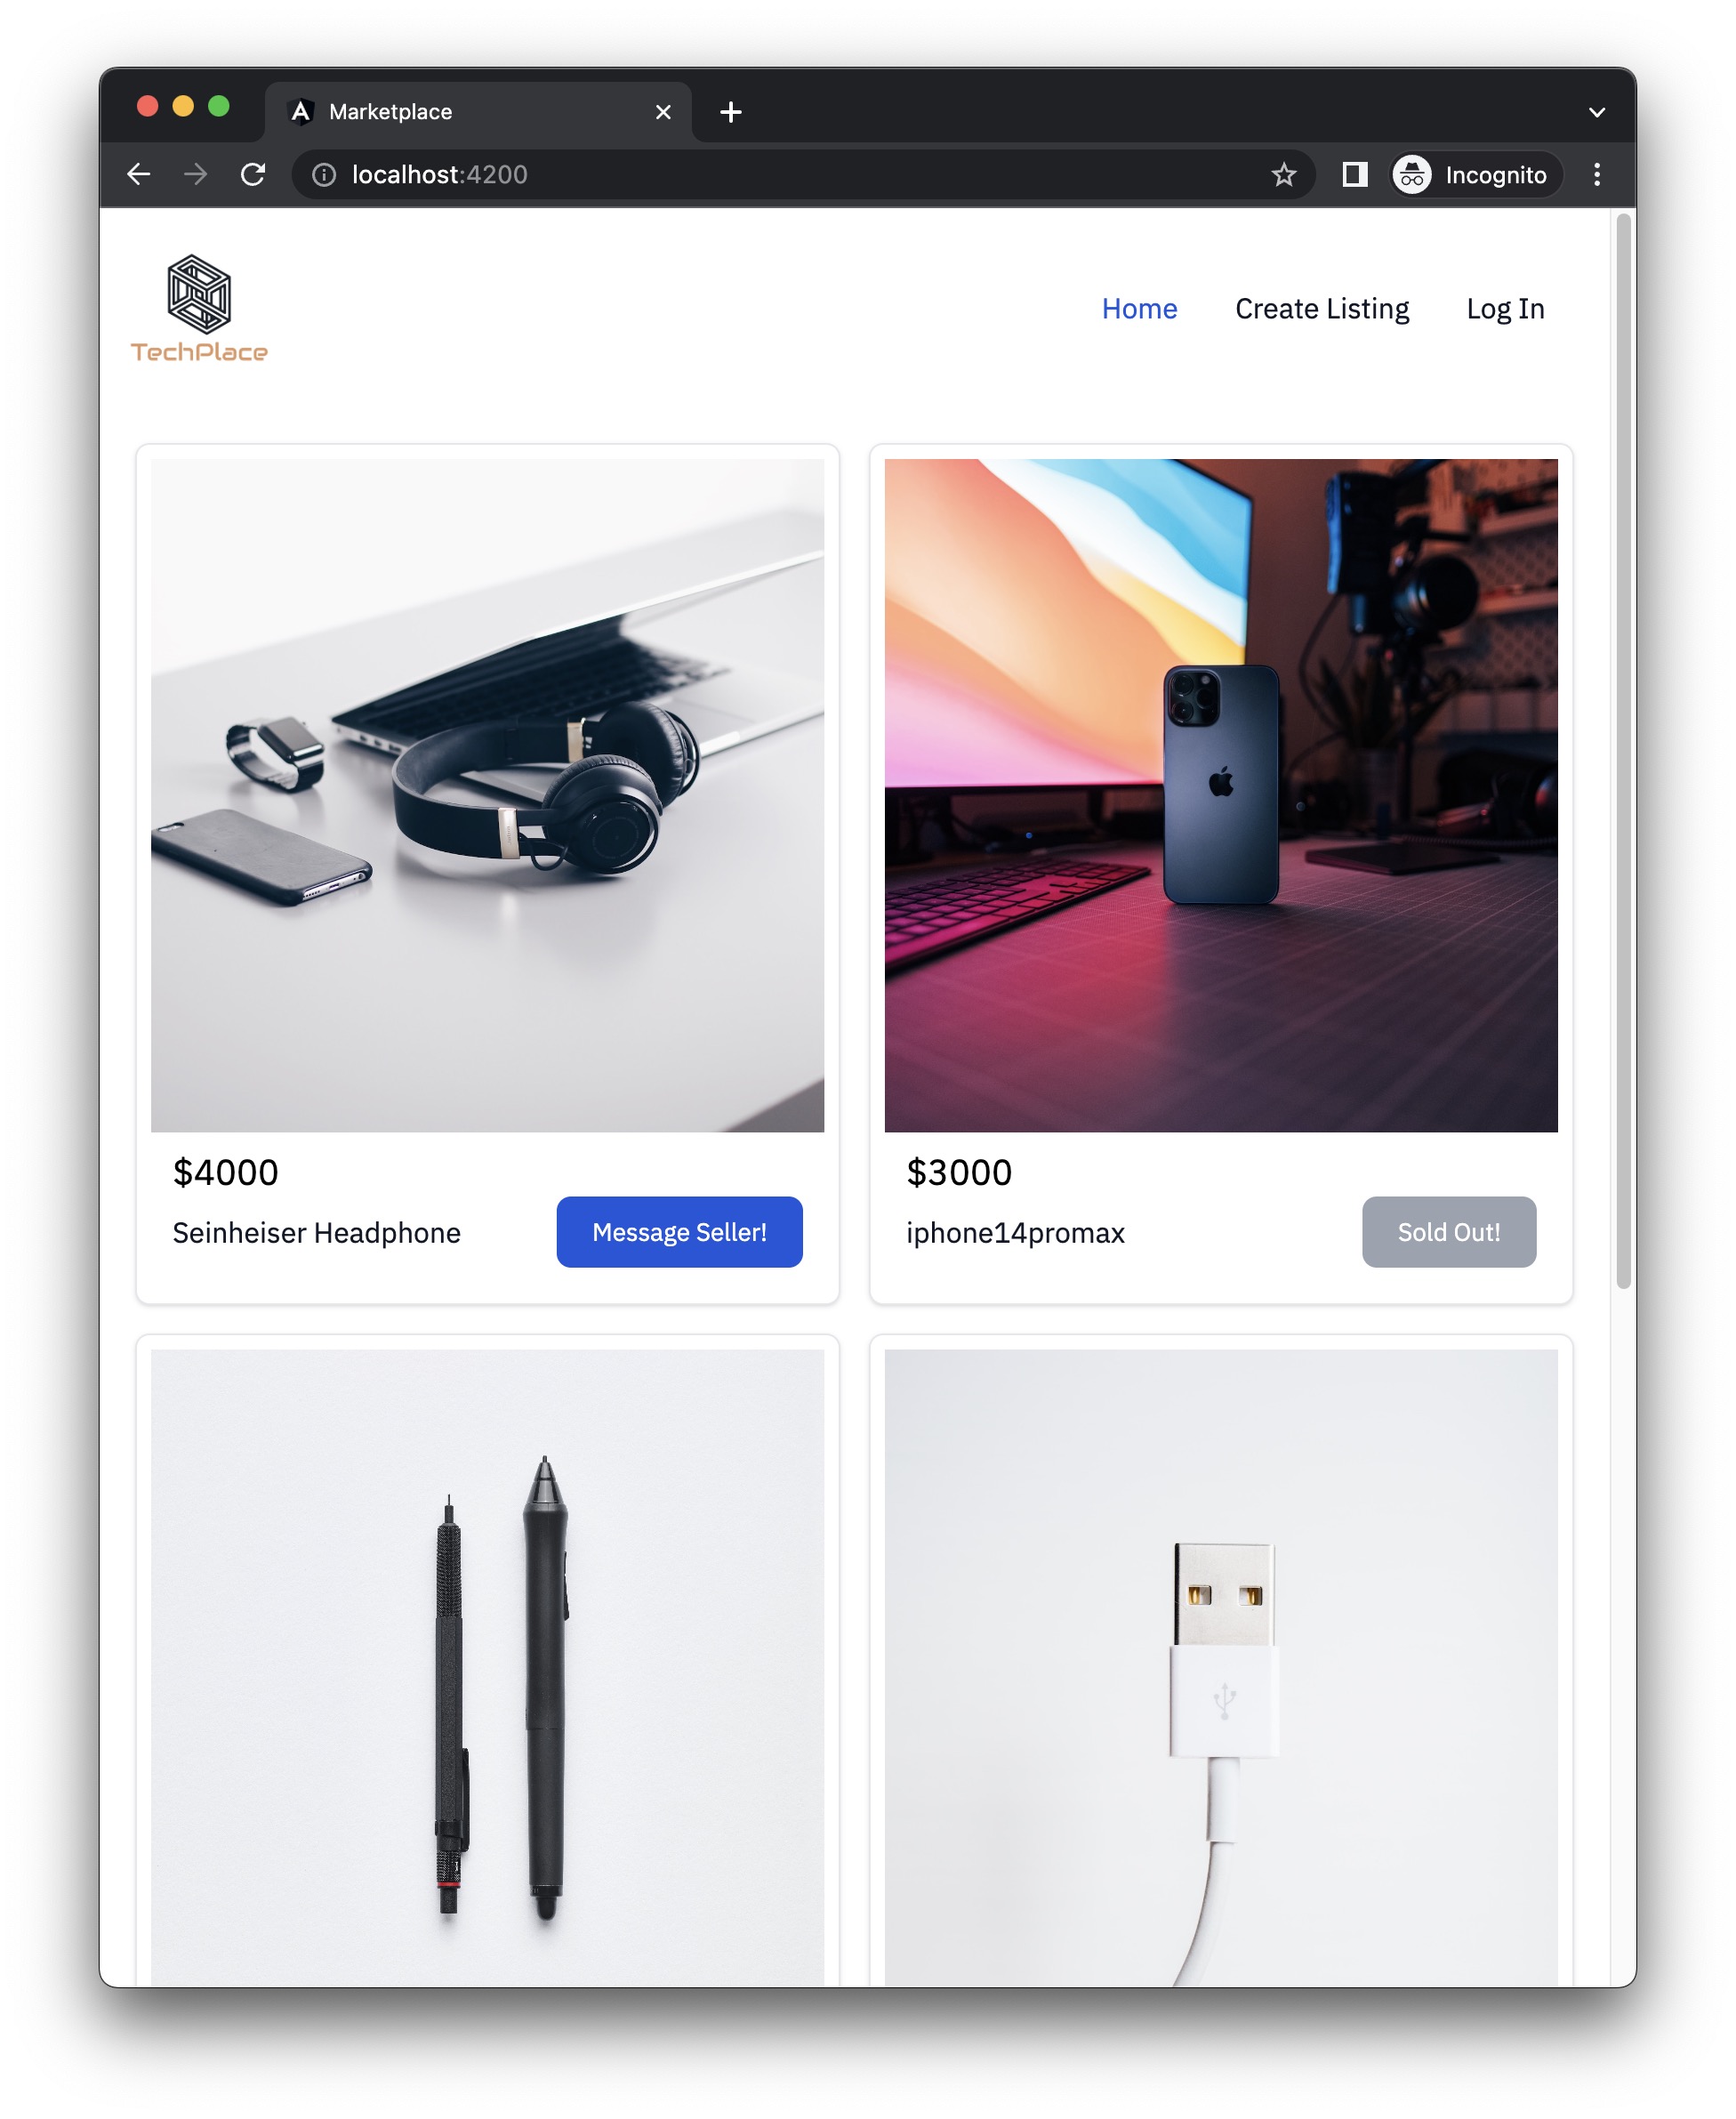 Marketplace
localhost:4200
Incognito
TechPlace
Home
Create Listing
Log In
$4000
Seinheiser Headphone
Message Seller!
$3000
iphone14promax
Sold Out!